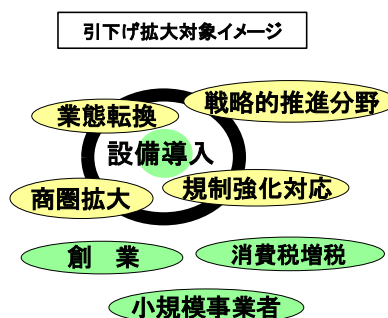 引下げ拡大対象イメージ
戦略的推進分野
業態転換
設備導入
規制強化対応
商圏拡大
創　業
消費税増税
小規模事業者